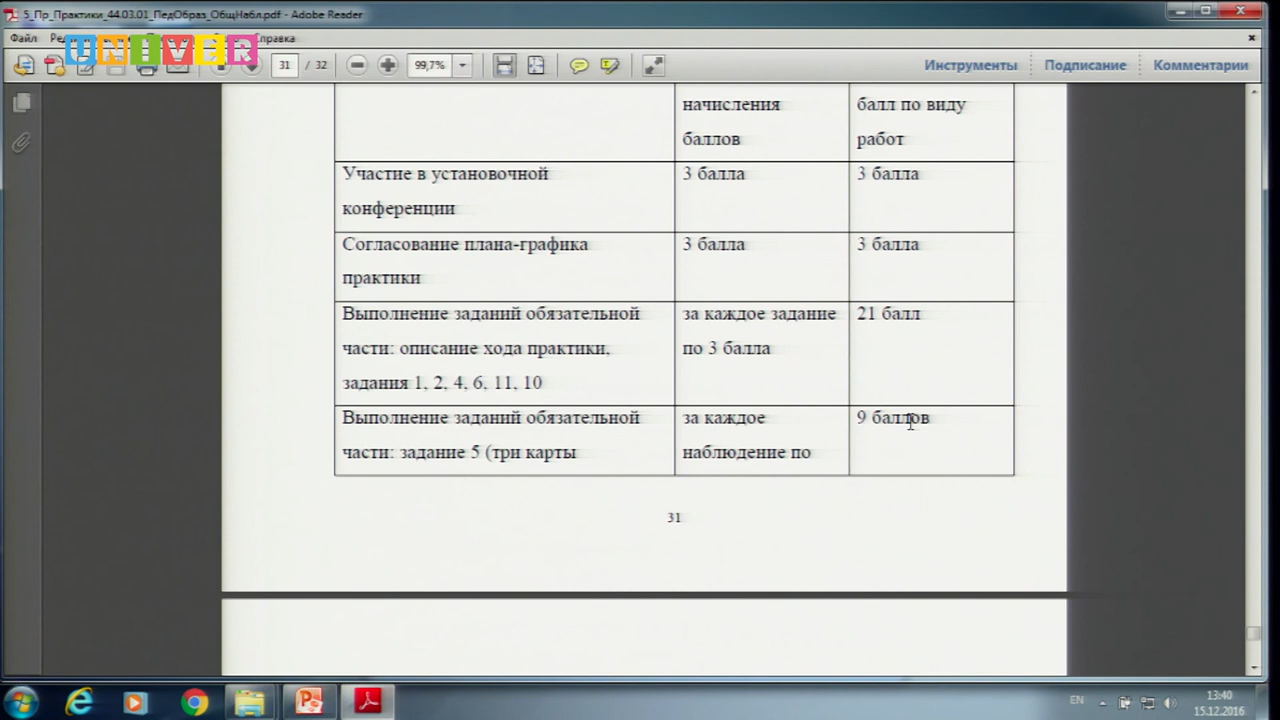 5_Пр_Практики_44.03.01_ПедОбраз_ОбщНабл.pdf - Adobe Reader
Файл
Справка
UNIVER
31 / 32
99,7%
Инструменты
Подписание
Комментарии
начисления
баллов
балл по виду
работ
Участие в установочной
конференции
3 балла
3 балла
Согласование плана-графика
практики
3 балла
3 балла
Выполнение заданий обязательной
части: описание хода практики,
задания 1, 2, 4, 6, 11, 10
за каждое задание
по 3 балла
21 балл
Выполнение заданий обязательной
части: задание 5 (три карты
за каждое
наблюдение по
9 баллов
31
EN
13:40
15.12.2016